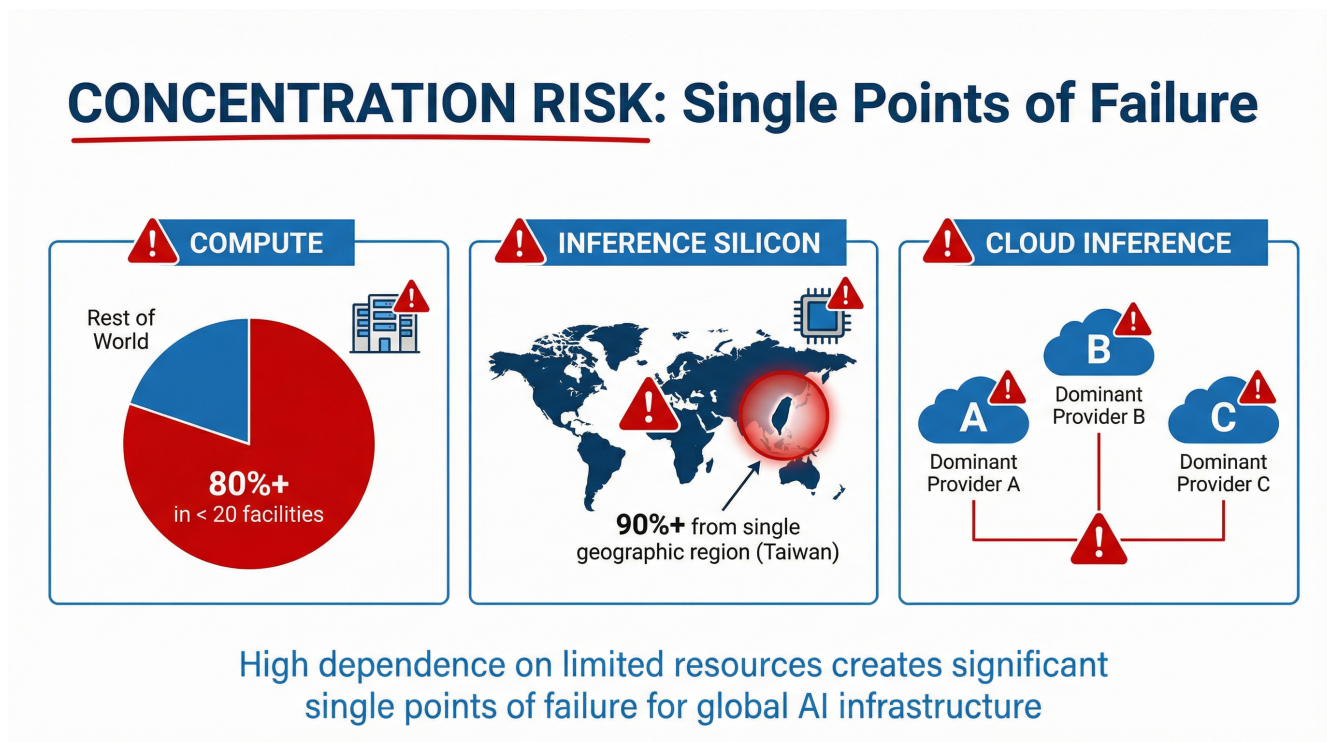 CONCENTRATION RISK: Single Points of Failure
COMPUTE
Rest of
World
80%+
in < 20 facilities
INFERENCE SILICON
90%+ from single
geographic region (Taiwan)
CLOUD INFERENCE
A
Dominant
Provider A
B
Dominant
Provider B
C
Dominant
Provider C
High dependence on limited resources creates significant
single points of failure for global AI infrastructure